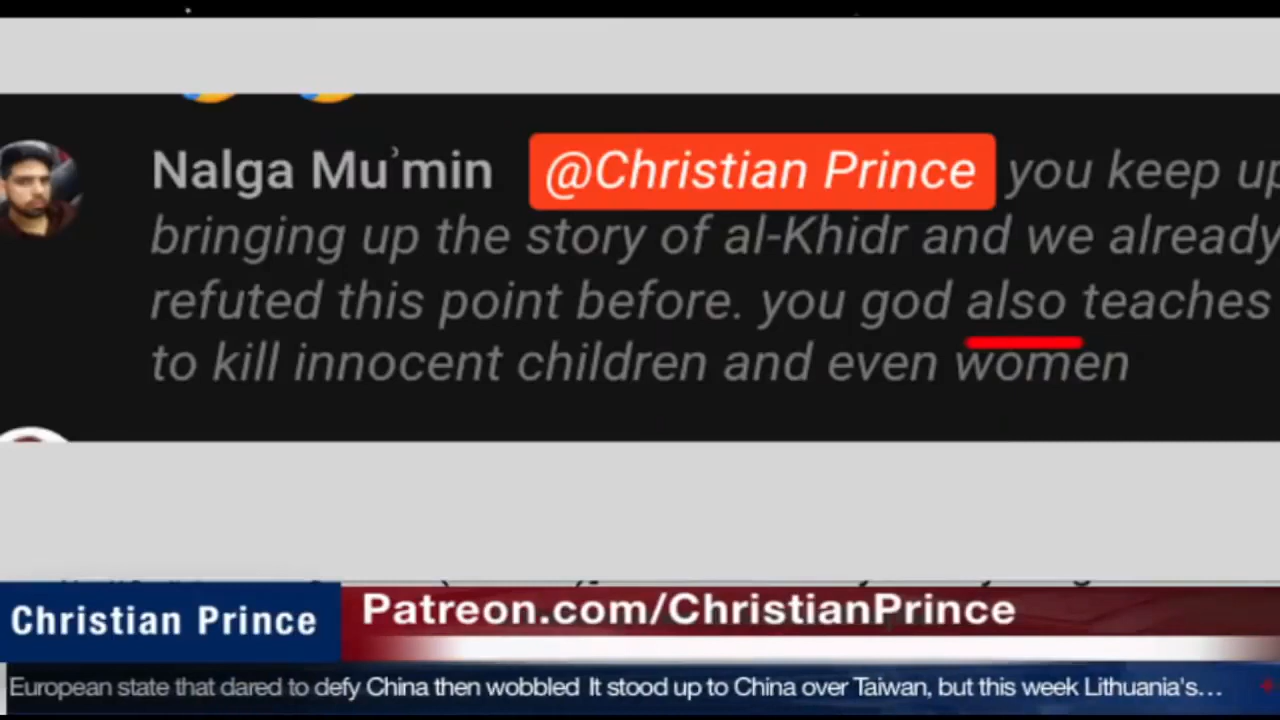 Nalga Mu'min @Christian Prince you keep up
bringing up the story of al-Khidr and we already
refuted this point before. you god also teaches
to kill innocent children and even women
Christian Prince
Patreon.com/ChristianPrince
European state that dared to defy China then wobbled It stood up to China over Taiwan, but this week Lithuania's...